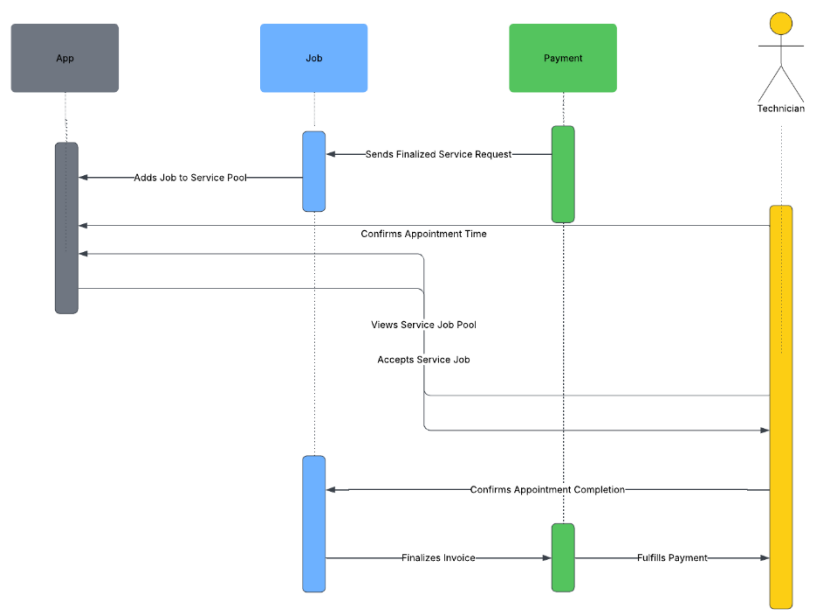 App
Job
Payment
Technician
Sends Finalized Service Request
Adds Job to Service Pool
Confirms Appointment Time
Views Service Job Pool
Accepts Service Job
Confirms Appointment Completion
Finalizes Invoice
Fulfills Payment